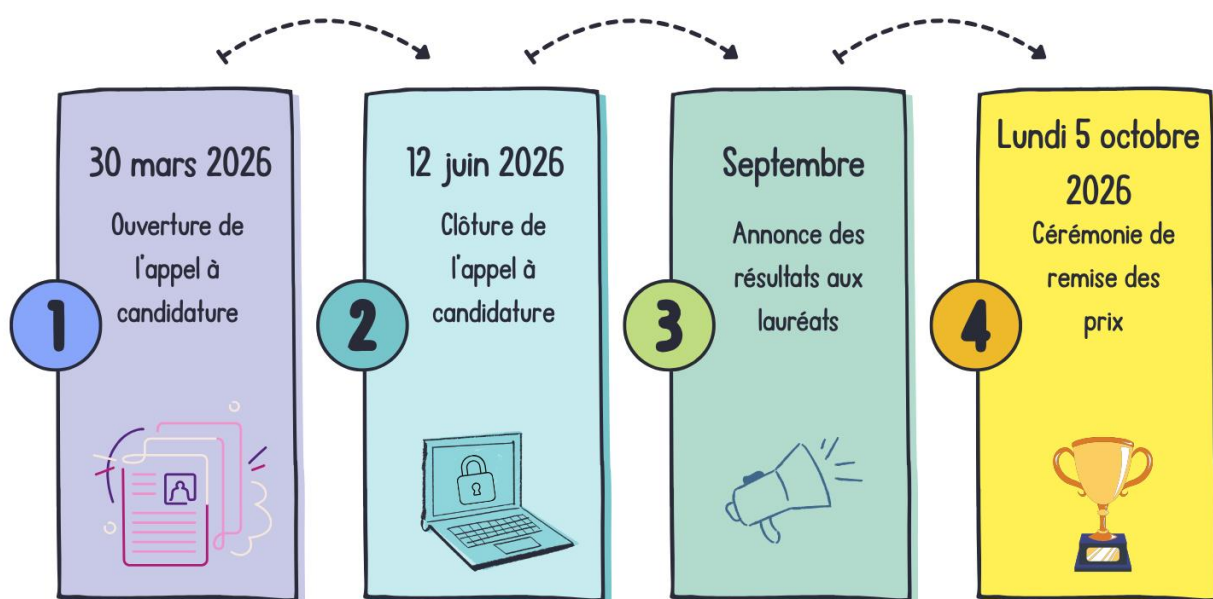 30 mars 2026
Ouverture de
l'appel à
candidature
1
12 juin 2026
Clôture de
l'appel à
candidature
2
Septembre
Annonce des
résultats aux
lauréats
3
Lundi 5 octobre
2026
Cérémonie de
remise des
prix
4